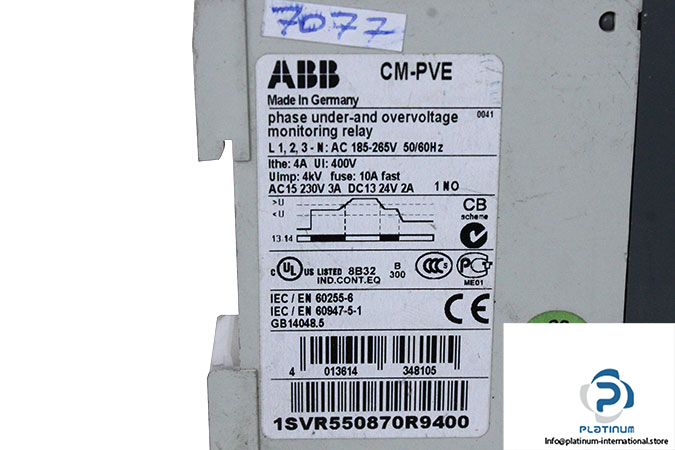 7077
ABB CM-PVE
Made In Germany
phase under-and overvoltage 0041
monitoring relay
L 1, 2, 3 - N: AC 185-265V 50/60Hz
Ithe: 4A UI: 400V
UImp: 4kV fuse: 10A fast
AC15 230V 3A DC13 24V 2A 1 NO
>U
<U
CB
scheme
13-14
C UL US LISTED 8B32
IND.CONT.EQ
B
300
CCC S
ME01
IEC / EN 60255-6
IEC / EN 60947-5-1
GB14048.5
CE
4 013614 348105
1SVR550870R9400
PLATINUM
info@platinum-international.store